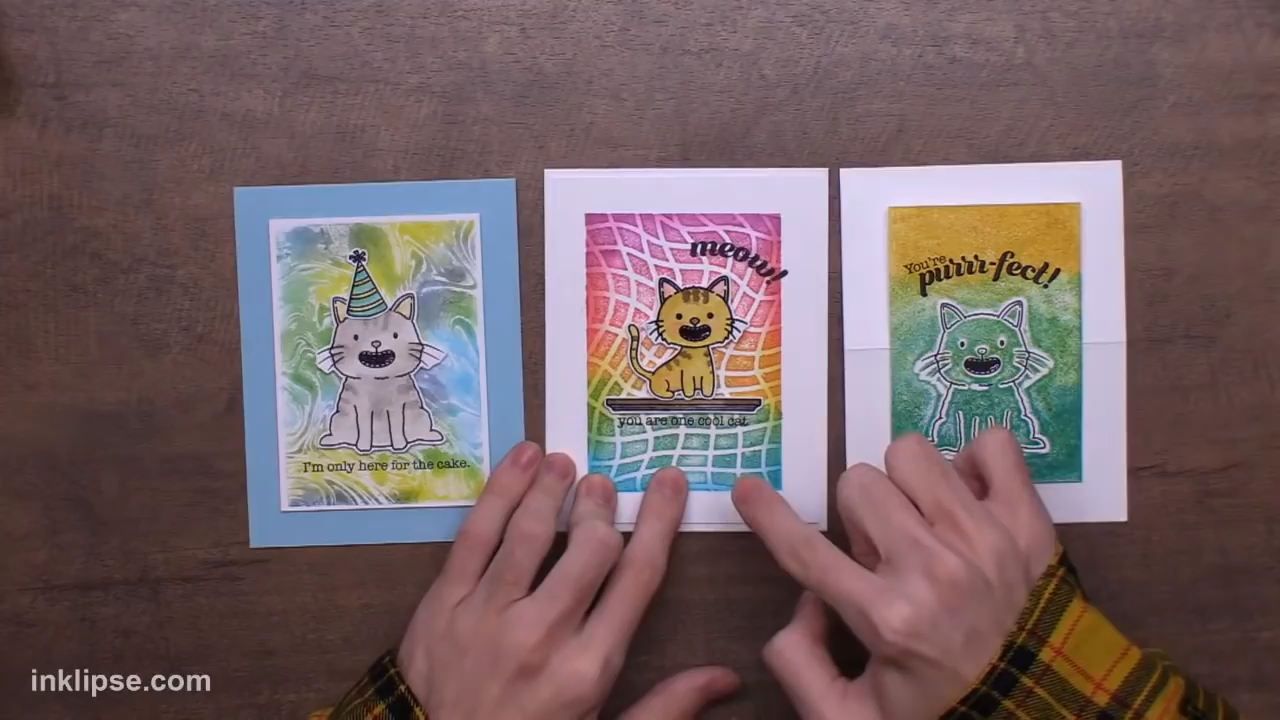 I'm only here for the cake.
meow!
you are one cool cat.
You're
purrr-fect!
inklipse.com